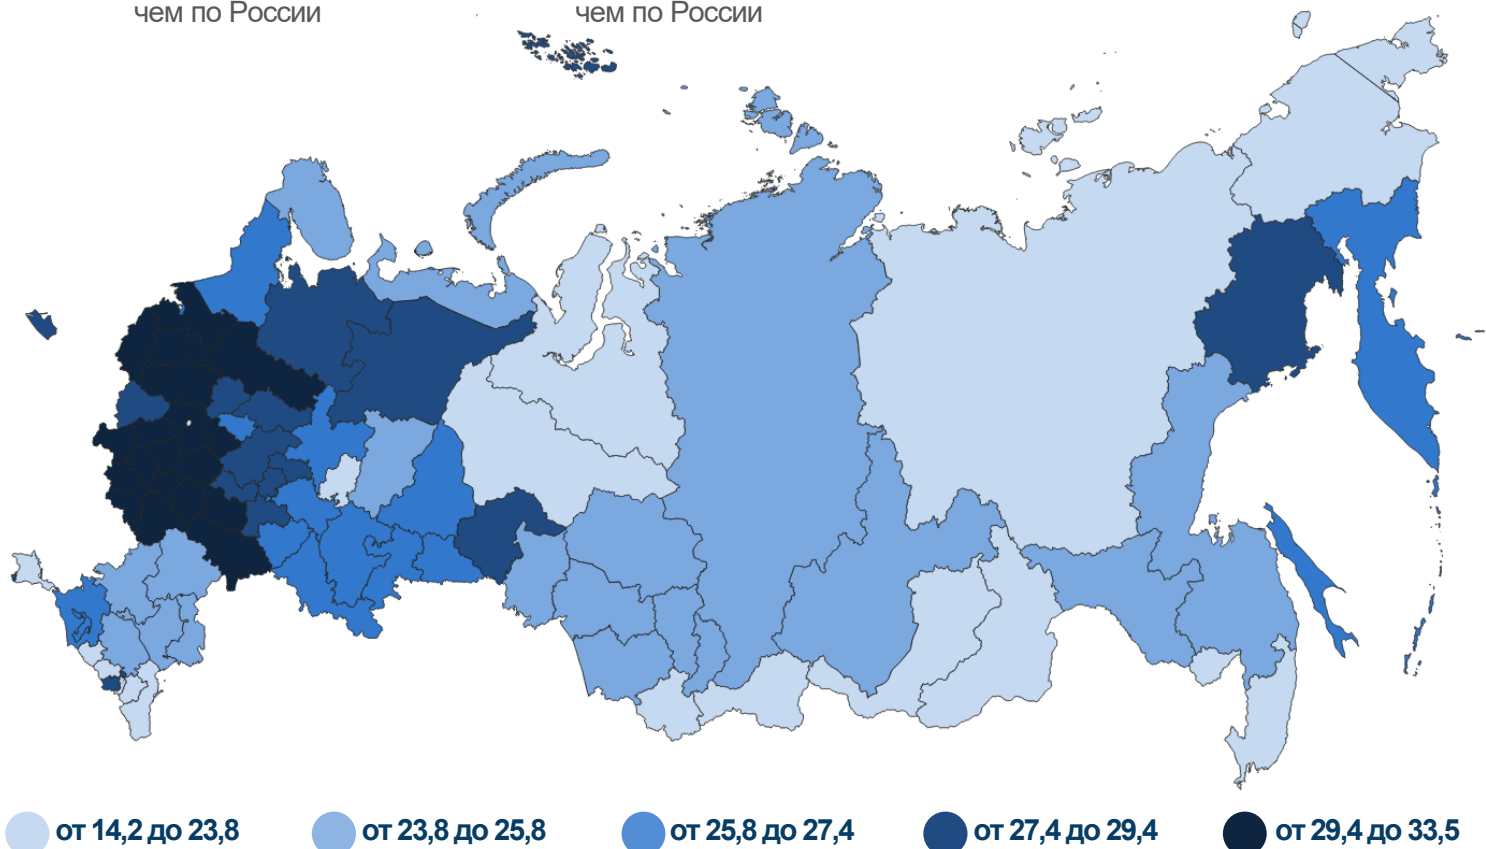 чем по России
чем по России
от 14,2 до 23,8
от 23,8 до 25,8
от 25,8 до 27,4
от 27,4 до 29,4
от 29,4 до 33,5